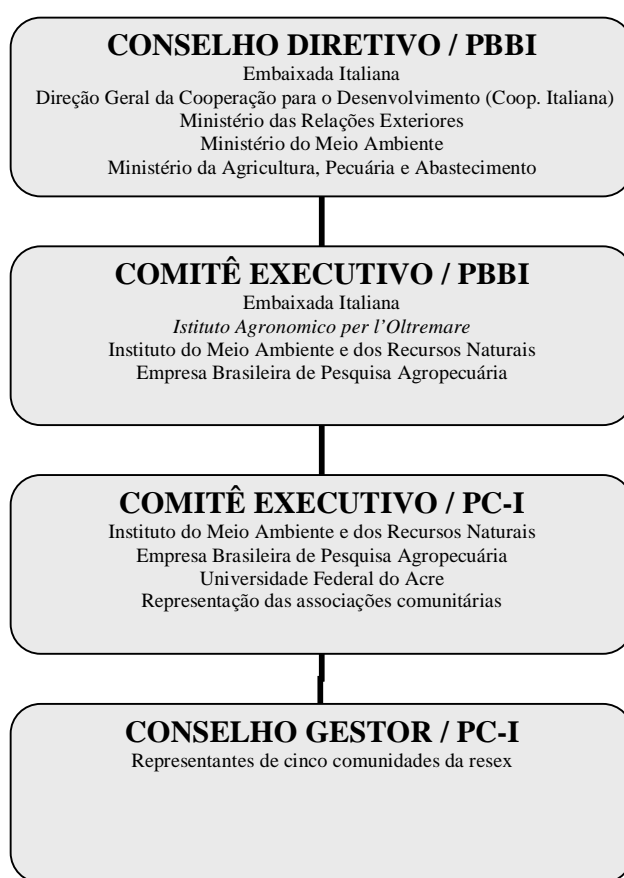 CONSELHO DIRETIVO / PBBI
Embaixada Italiana
Direção Geral da Cooperação para o Desenvolvimento (Coop. Italiana)
Ministério das Relações Exteriores
Ministério do Meio Ambiente
Ministério da Agricultura, Pecuária e Abastecimento
COMITÊ EXECUTIVO / PBBI
Embaixada Italiana
Istituto Agronomico per l’Oltremare
Instituto do Meio Ambiente e dos Recursos Naturais
Empresa Brasileira de Pesquisa Agropecuária
COMITÊ EXECUTIVO / PC-I
Instituto do Meio Ambiente e dos Recursos Naturais
Empresa Brasileira de Pesquisa Agropecuária
Universidade Federal do Acre
Representação das associações comunitárias
CONSELHO GESTOR / PC-I
Representantes de cinco comunidades da resex